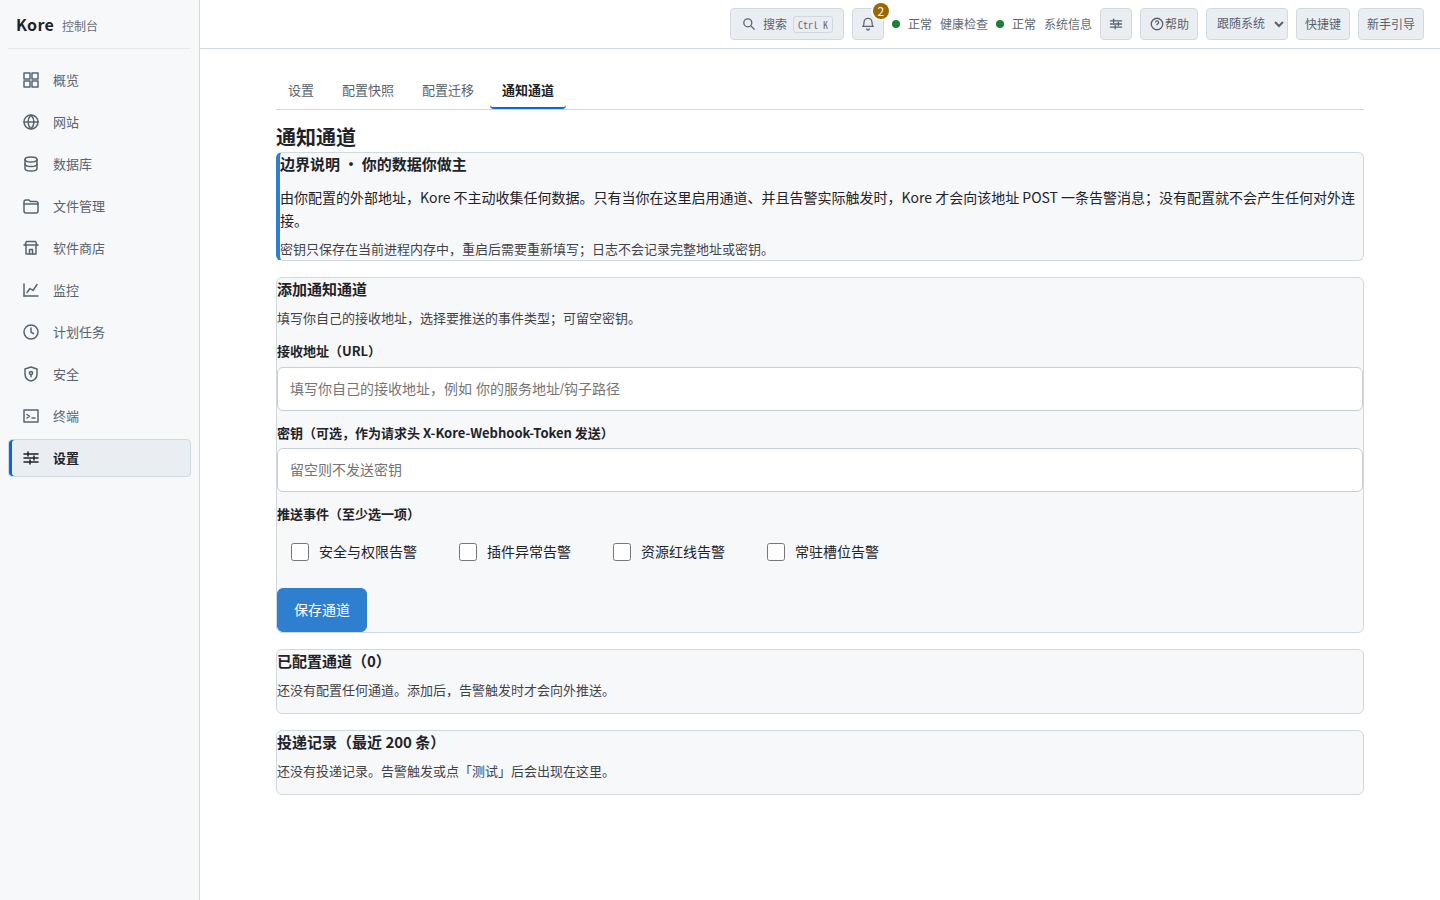 Kore 控制台
搜索 Ctrl K
2
正常 健康检查
正常 系统信息
帮助
跟随系统
快捷键
新手引导
概览
网站
数据库
文件管理
软件商店
监控
计划任务
安全
终端
设置
设置 配置快照 配置迁移 通知通道
通知通道
边界说明 · 你的数据你做主
由你配置的外部地址，Kore 不主动收集任何数据。只有当你在这里启用通道、并且告警实际触发时，Kore 才会向该地址 POST 一条告警消息；没有配置就不会产生任何对外连
接。
密钥只保存在当前进程内存中，重启后需要重新填写；日志不会记录完整地址或密钥。
添加通知通道
填写你自己的接收地址，选择要推送的事件类型；可留空密钥。
接收地址（URL）
填写你自己的接收地址，例如 你的服务地址/钩子路径
密钥（可选，作为请求头 X-Kore-Webhook-Token 发送）
留空则不发送密钥
推送事件（至少选一项）
安全与权限告警 插件异常告警 资源红线告警 常驻槽位告警
保存通道
已配置通道（0）
还没有配置任何通道。添加后，告警触发时才会向外推送。
投递记录（最近 200 条）
还没有投递记录。告警触发或点「测试」后会出现在这里。